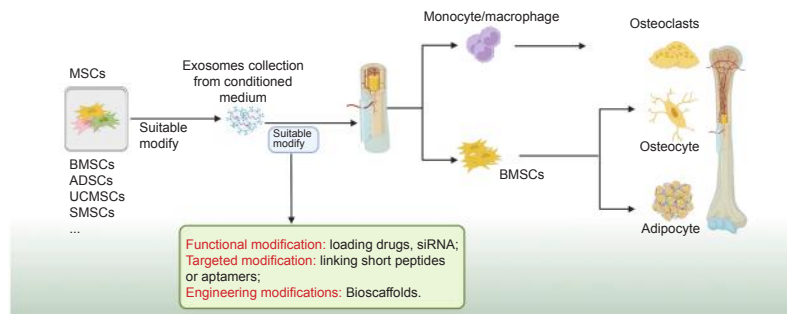 MSCs
Suitable
modify
BMSCs
ADSCs
UCMSCs
SMSCs
...
Exosomes collection
from conditioned
medium
Suitable
modify
Functional modification: loading drugs, siRNA;
Targeted modification: linking short peptides
or aptamers;
Engineering modifications: Bioscaffolds.
Monocyte/macrophage
BMSCs
Osteoclasts
Osteocyte
Adipocyte